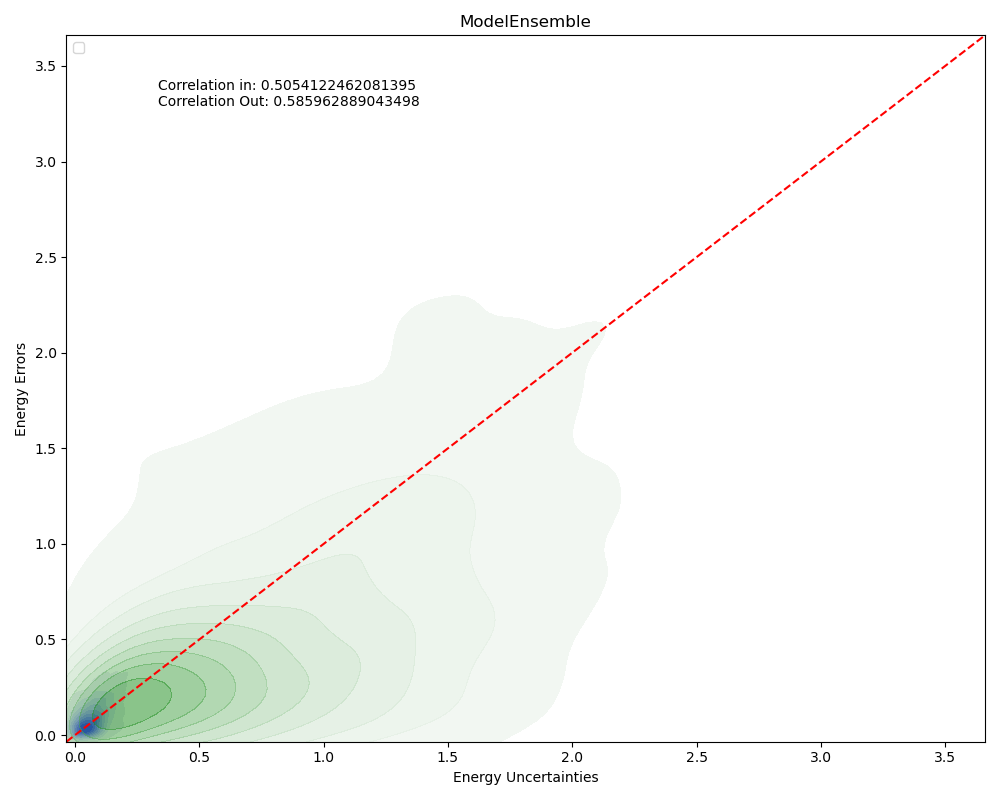 ModelEnsemble
Correlation in: 0.5054122462081395
Correlation Out: 0.585962889043498
Energy Errors
3.5
3.0
2.5
2.0
1.5
1.0
0.5
0.0
0.0 0.5 1.0 1.5 2.0 2.5 3.0 3.5
Energy Uncertainties